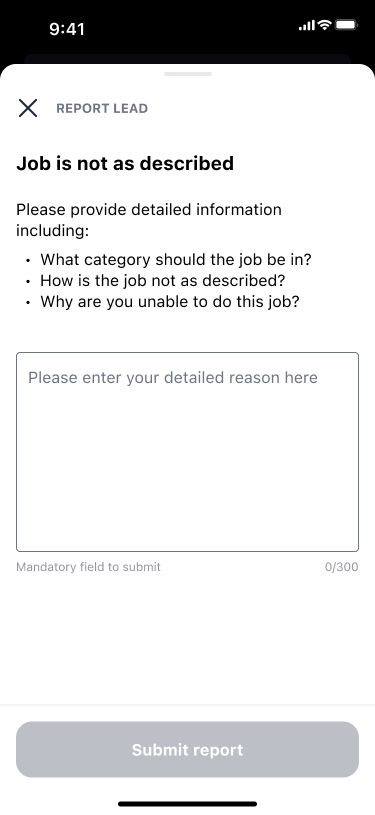 9:41
REPORT LEAD
Job is not as described
Please provide detailed information
including:
• What category should the job be in?
• How is the job not as described?
• Why are you unable to do this job?
Please enter your detailed reason here
Mandatory field to submit 0/300
Submit report